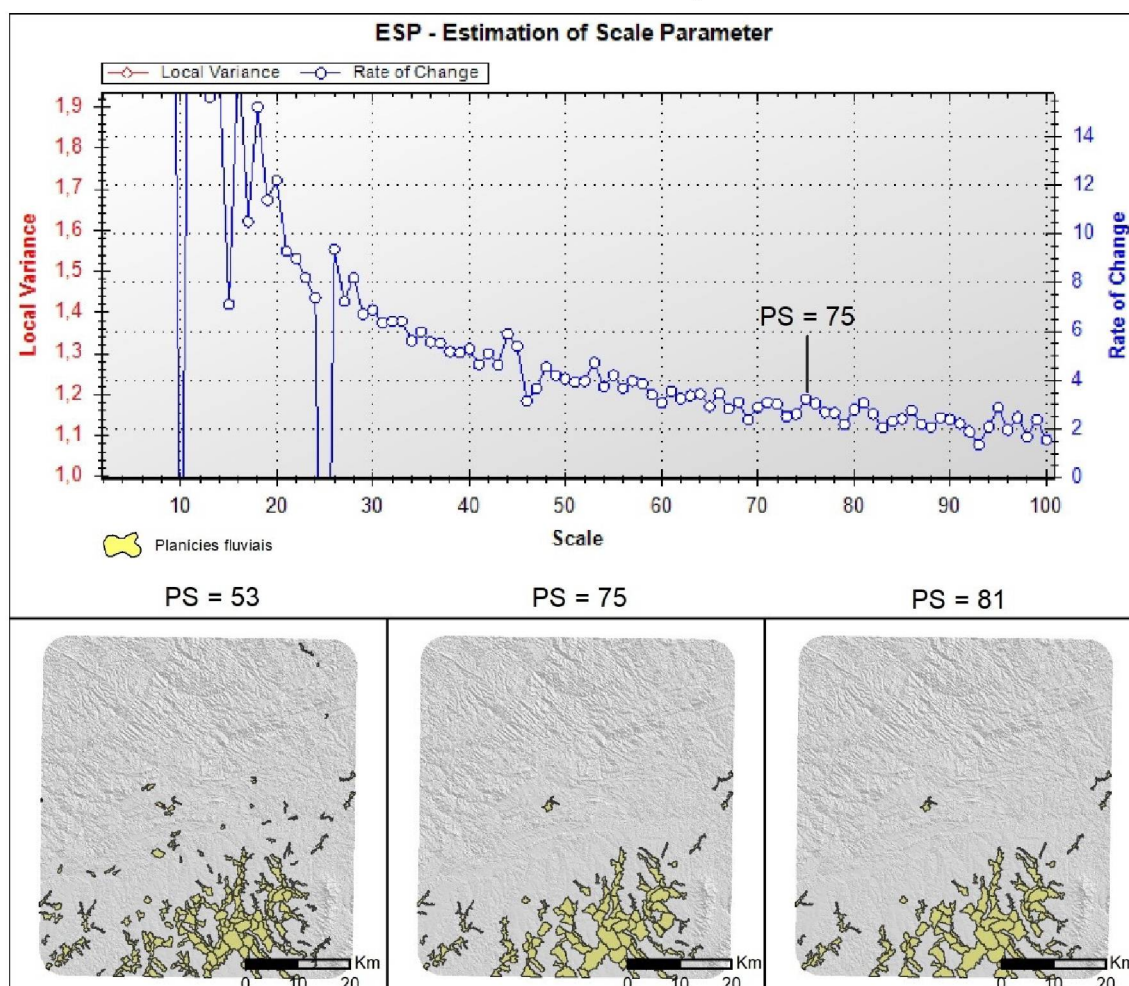 ESP - Estimation of Scale Parameter
Local Variance Rate of Change
1,9
1,8
1,7
1,6
1,5
1,4
1,3
1,2
1,1
1,0
Local Variance
14
12
10
8
6
4
2
0
Rate of Change
PS = 75
10 20 30 40 50 60 70 80 90 100
Scale
Planícies fluviais
PS = 53 PS = 75 PS = 81
Km Km Km
0 10 20 0 10 20 0 10 20